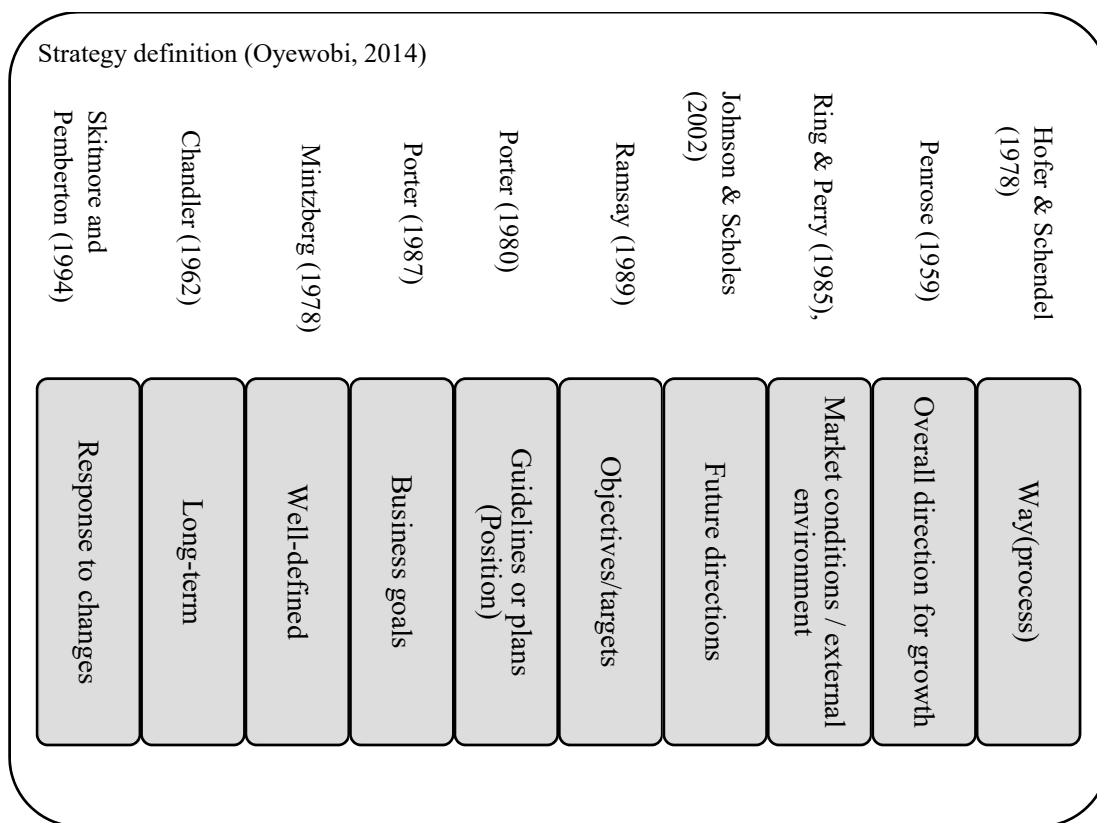 Strategy definition (Oyewobi, 2014)
Skitmore and
Pemberton (1994)
Chandler (1962)
Mintzberg (1978)
Porter (1987)
Porter (1980)
Ramsay (1989)
Johnson & Scholes
(2002)
Ring & Perry (1985),
Penrose (1959)
Hofer & Schendel
(1978)
Response to changes
Long-term
Well-defined
Business goals
Guidelines or plans
(Position)
Objectives/targets
Future directions
Market conditions / external
environment
Overall direction for growth
Way(process)